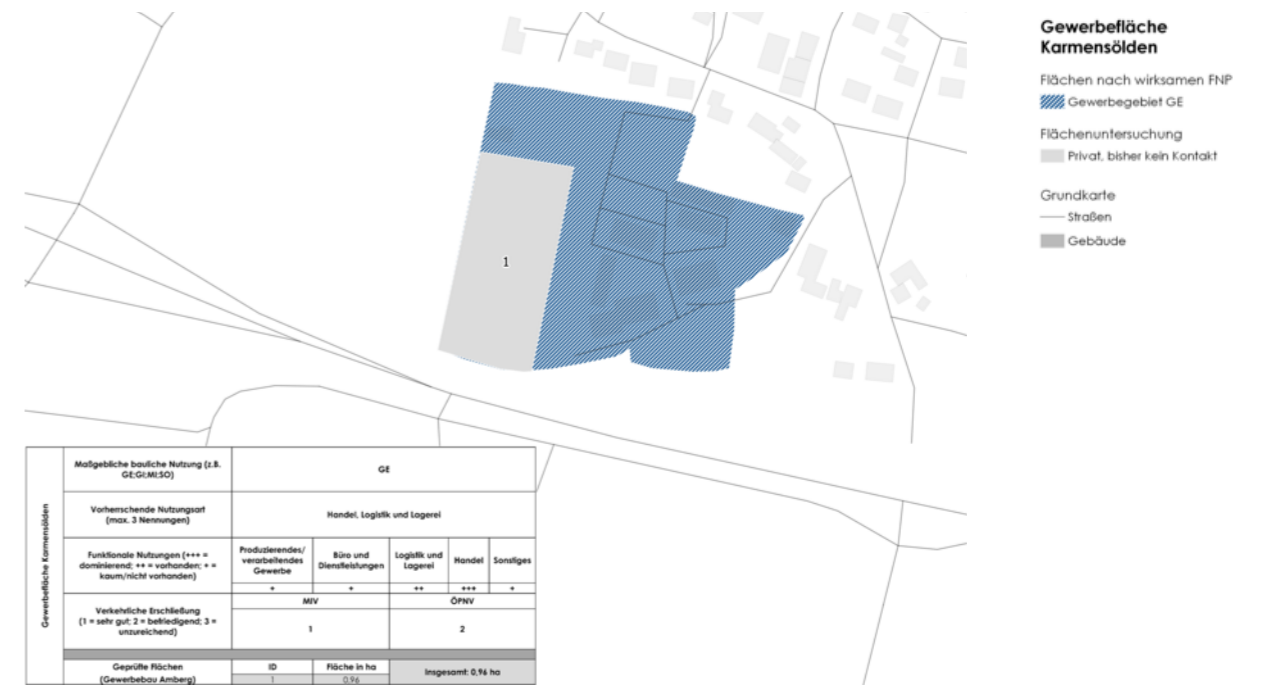 Gewerbefläche
Karmensölden
Flächen nach wirksamen FNP
Gewerbegebiet GE
Flächenuntersuchung
Privat, bisher kein Kontakt
Grundkarte
Straßen
Gebäude
1
Gewerbefläche Karmensölden
Maßgebliche bauliche Nutzung (z.B.
GE;GI;MI;SO)
GE
Vorherrschende Nutzungsart
(max. 3 Nennungen)
Handel, Logistik und Lagerei
Funktionale Nutzungen (+++ =
dominierend; ++ = vorhanden; + =
kaum/nicht vorhanden)
Produzierendes/
verarbeitendes
Gewerbe
Büro und
Dienstleistungen
Logistik und
Lagerei
Handel
Sonstiges
+
+
++
+++
+
Verkehrliche Erschließung
(1 = sehr gut; 2 = befriedigend; 3 =
unzureichend)
MIV
ÖPNV
1
2
Geprüfte Flächen
(Gewerbebau Amberg)
ID
Fläche in ha
Insgesamt: 0,96 ha
1
0,96